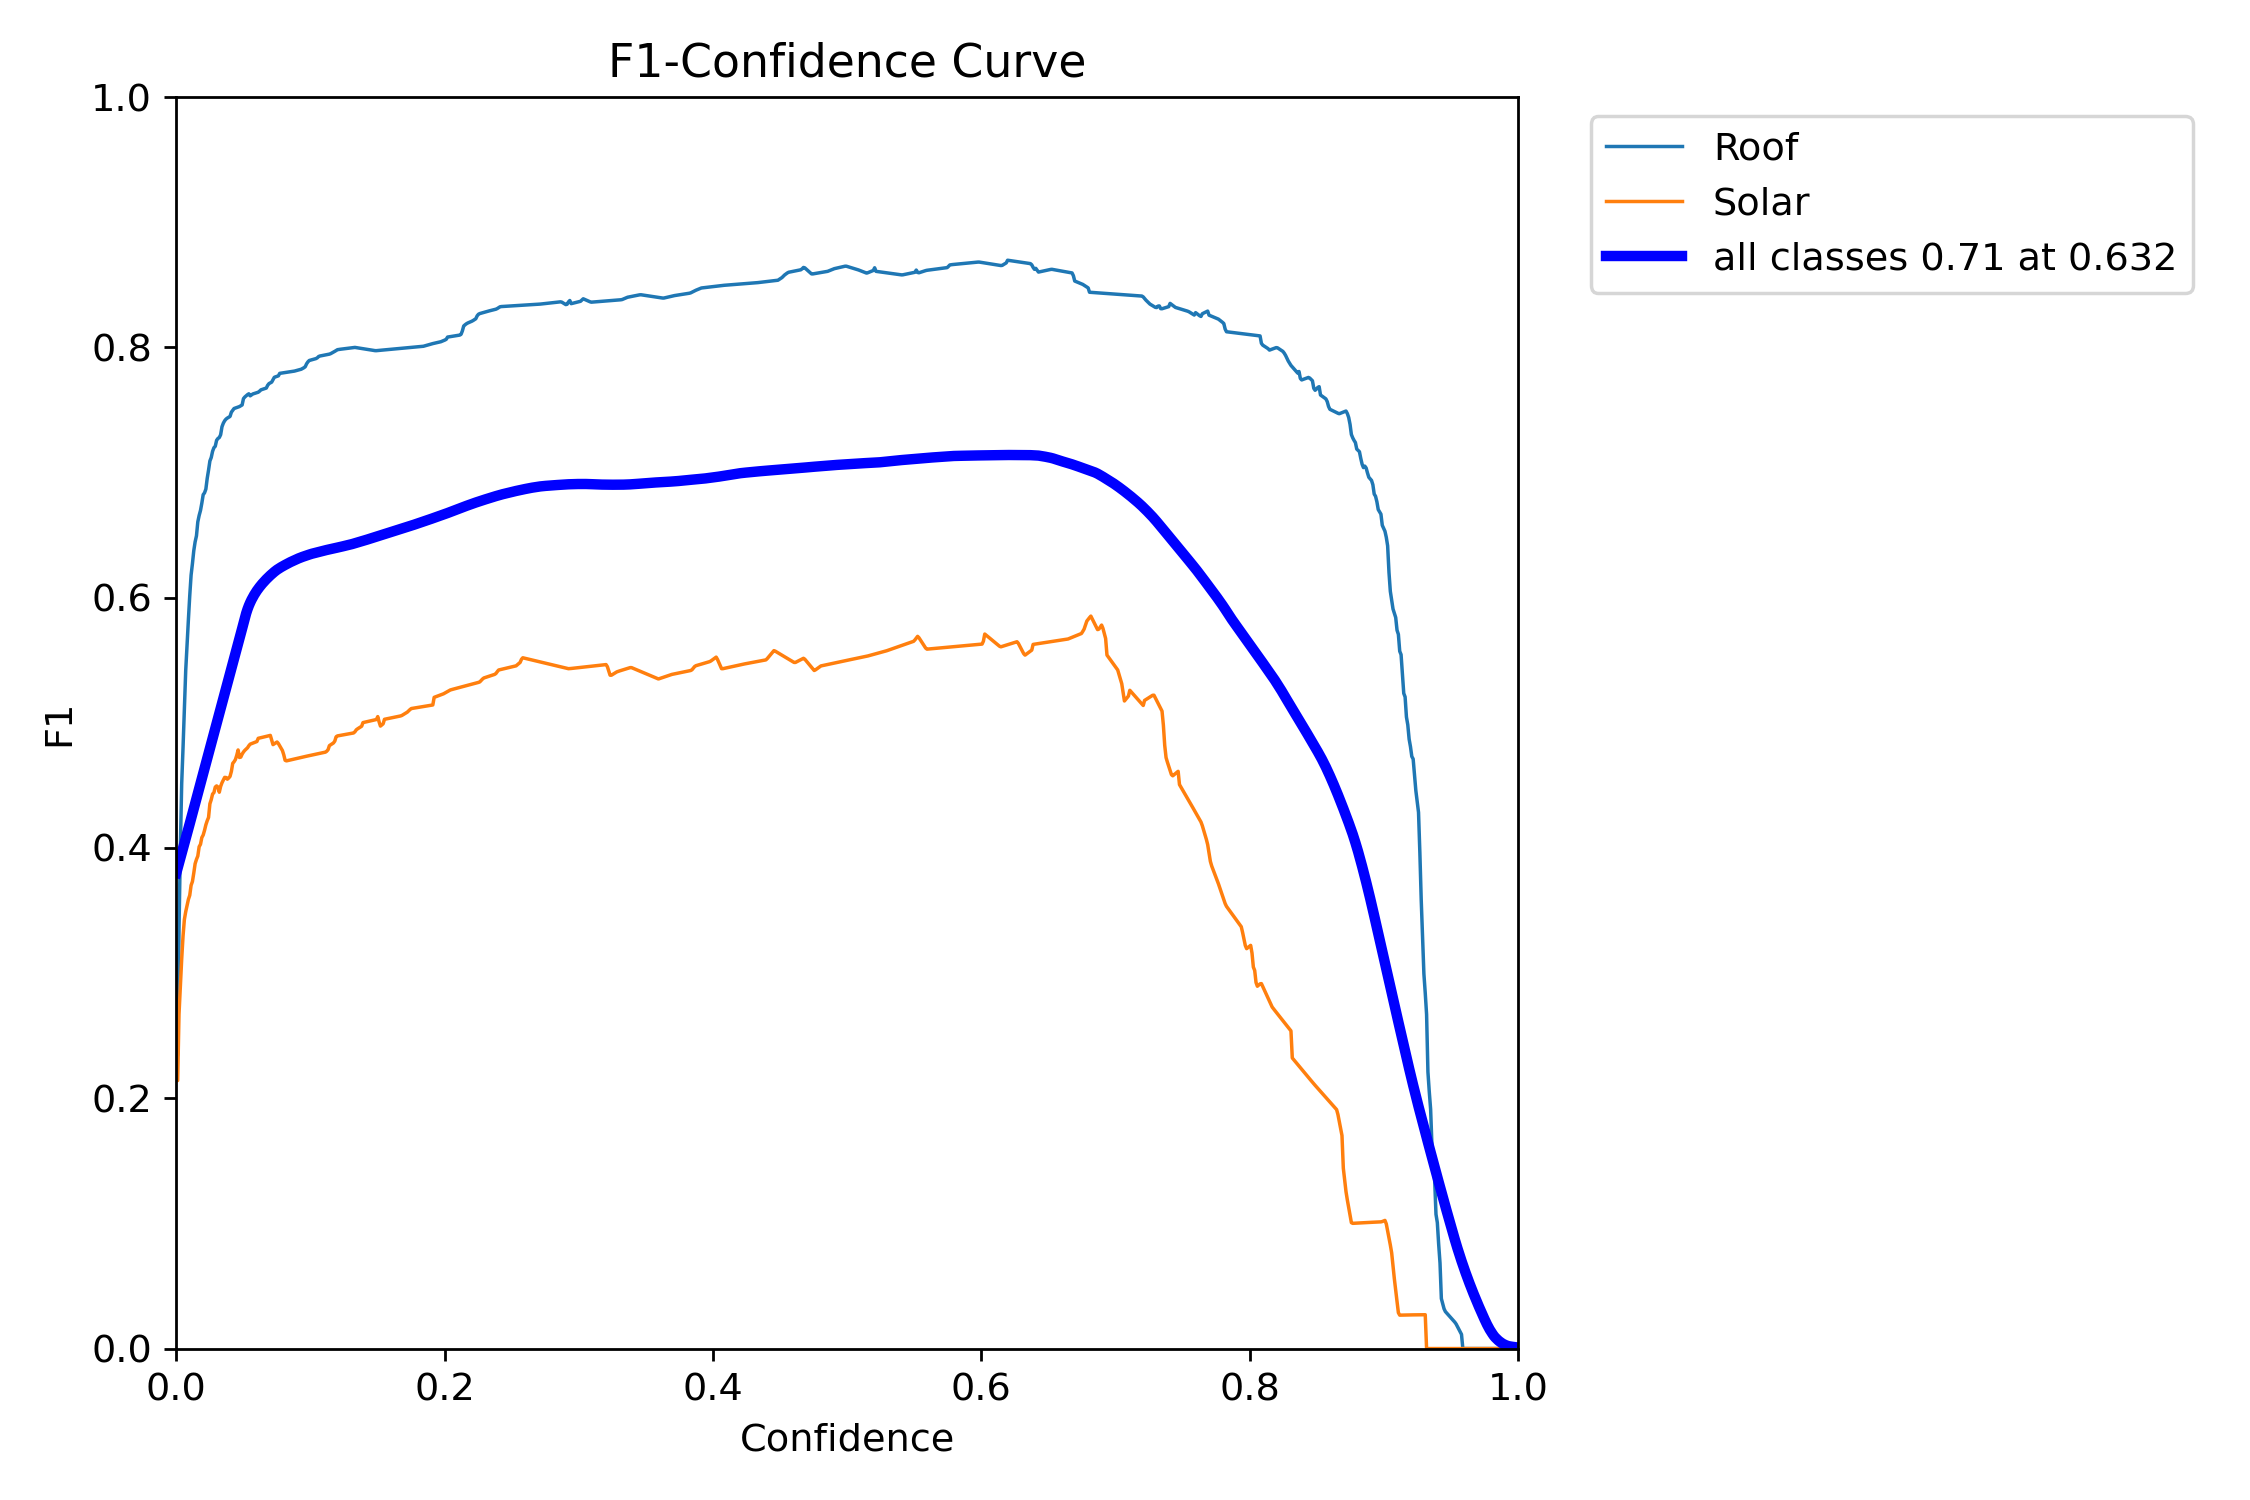 F1-Confidence Curve
Roof
Solar
all classes 0.71 at 0.632
F1
1.0
0.8
0.6
0.4
0.2
0.0
0.0 0.2 0.4 0.6 0.8 1.0
Confidence